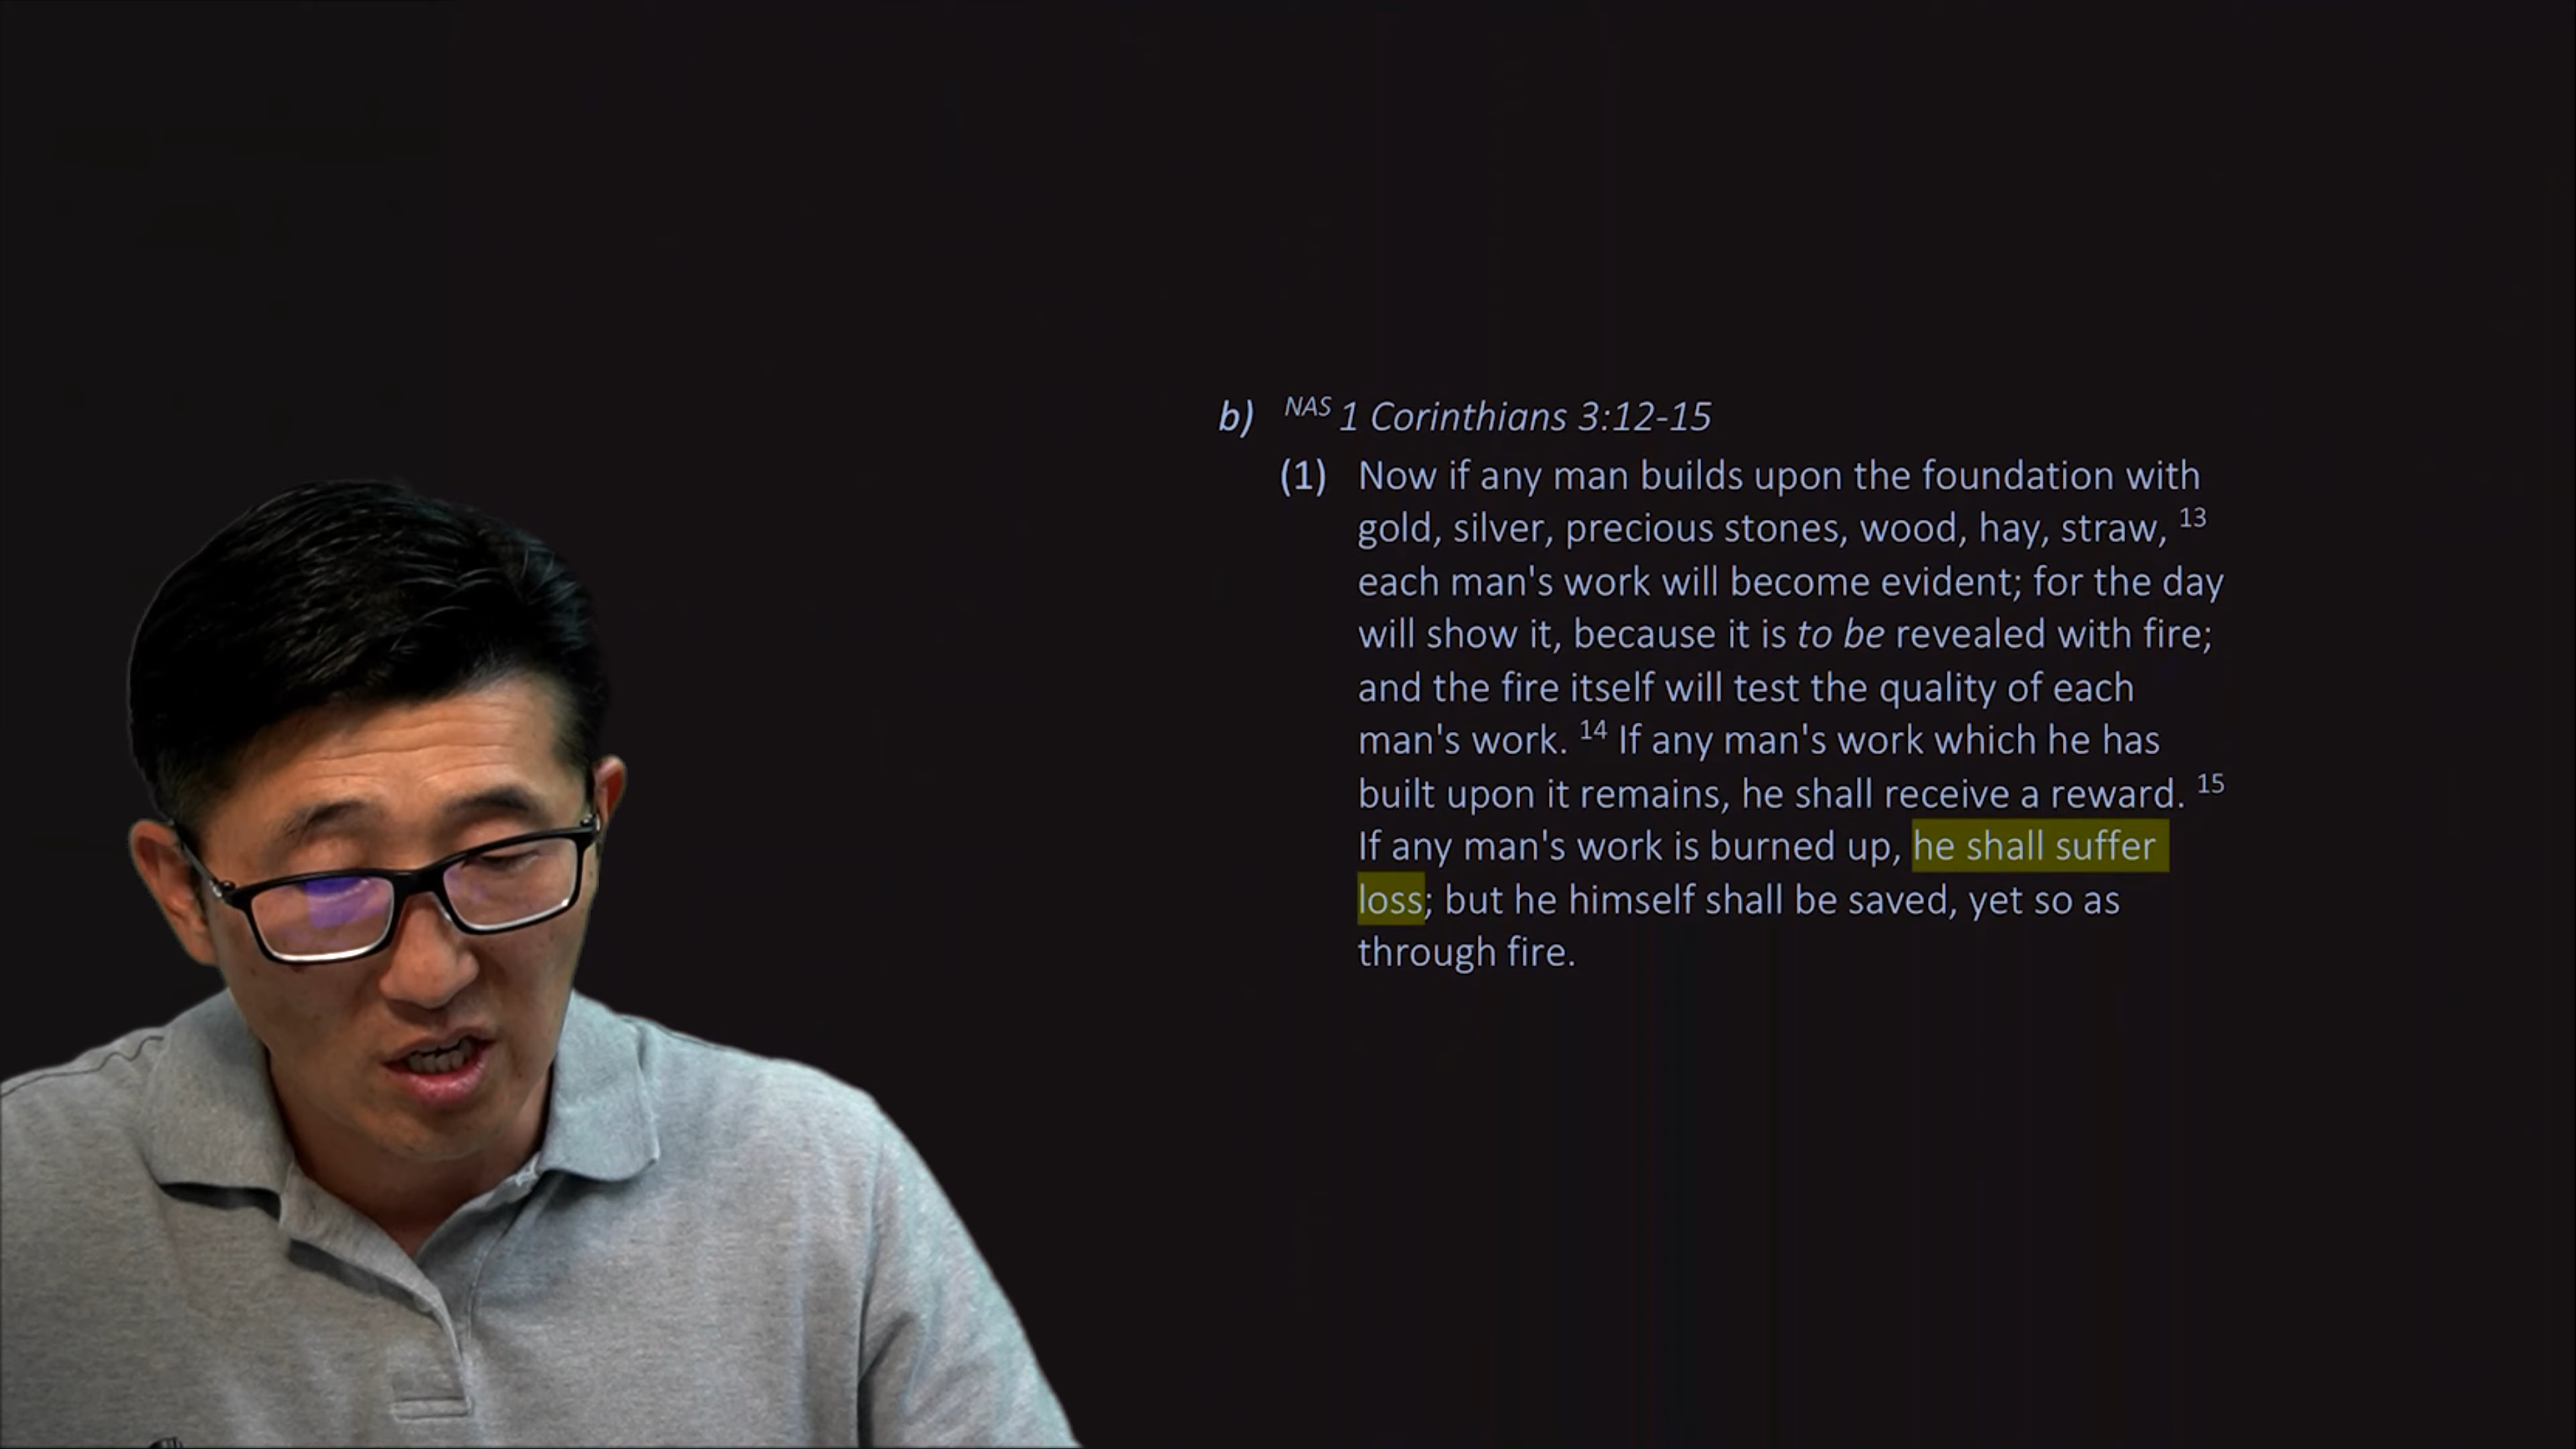 b) NAS 1 Corinthians 3:12-15
(1) Now if any man builds upon the foundation with
gold, silver, precious stones, wood, hay, straw, 13
each man's work will become evident; for the day
will show it, because it is to be revealed with fire;
and the fire itself will test the quality of each
man's work. 14 If any man's work which he has
built upon it remains, he shall receive a reward. 15
If any man's work is burned up, he shall suffer
loss; but he himself shall be saved, yet so as
through fire.